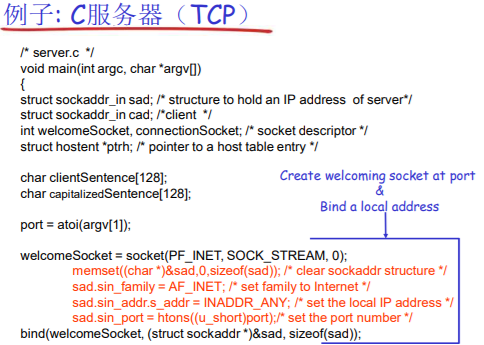 例子: C服务器（TCP）
/* server.c */
void main(int argc, char *argv[])
{
struct sockaddr_in sad; /* structure to hold an IP address of server*/
struct sockaddr_in cad; /*client */
int welcomeSocket, connectionSocket; /* socket descriptor */
struct hostent *ptrh; /* pointer to a host table entry */
char clientSentence[128];
char capitalizedSentence[128];
port = atoi(argv[1]);
Create welcoming socket at port
&
Bind a local address
welcomeSocket = socket(PF_INET, SOCK_STREAM, 0);
memset((char *)&sad,0,sizeof(sad)); /* clear sockaddr structure */
sad.sin_family = AF_INET; /* set family to Internet */
sad.sin_addr.s_addr = INADDR_ANY; /* set the local IP address */
sad.sin_port = htons((u_short)port);/* set the port number */
bind(welcomeSocket, (struct sockaddr *)&sad, sizeof(sad));